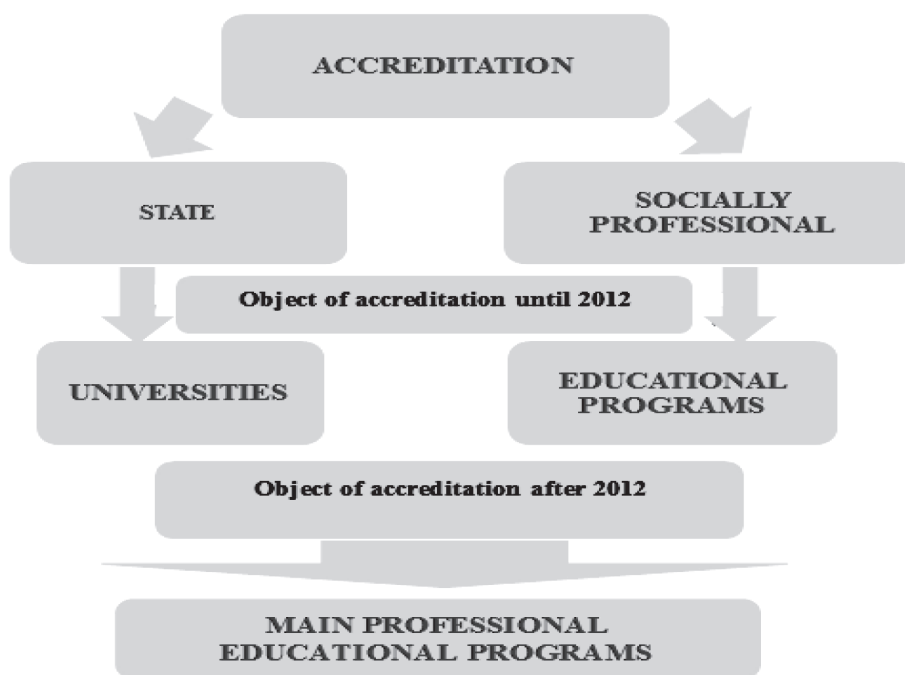 ACCREDITATION
STATE
SOCIALLY
PROFESSIONAL
Object of accreditation until 2012
UNIVERSITIES
EDUCATIONAL
PROGRAMS
Object of accreditation after 2012
MAIN PROFESSIONAL
EDUCATIONAL PROGRAMS